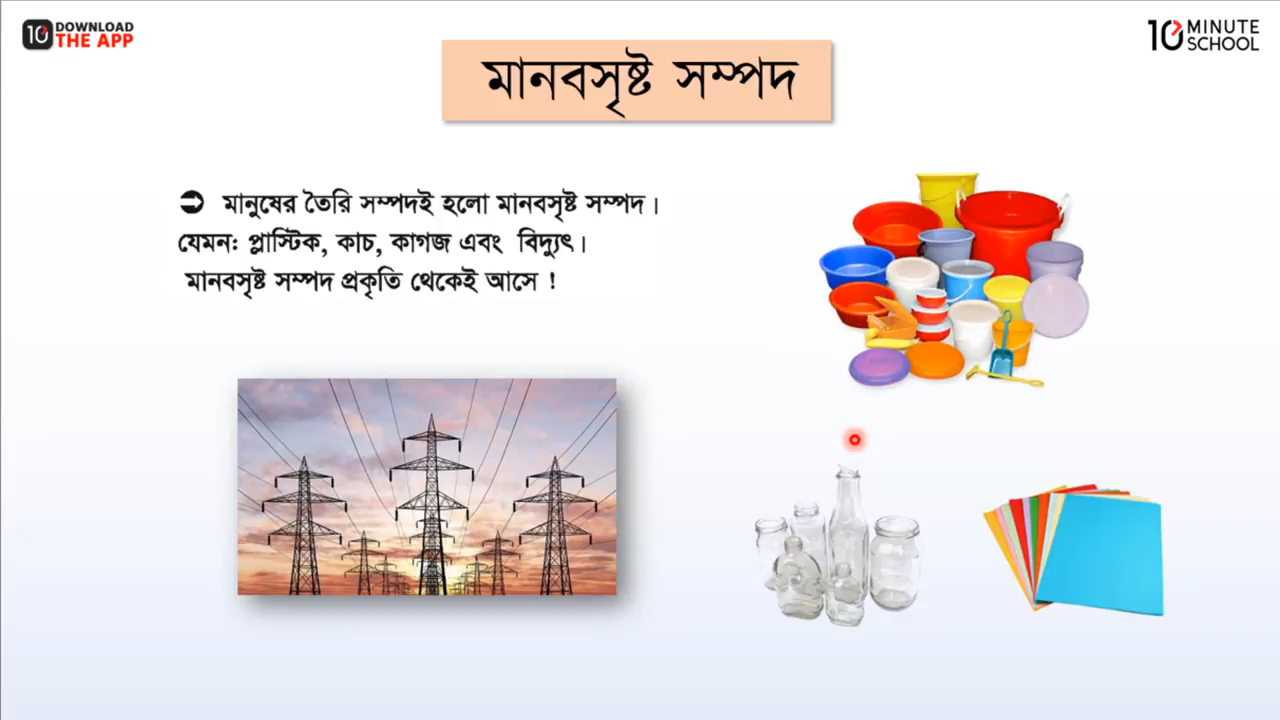 DOWNLOAD
THE APP
10 MINUTE
SCHOOL
মানবসৃষ্ট সম্পদ
➲ মানুষের তৈরি সম্পদই হলো মানবসৃষ্ট সম্পদ।
যেমন: প্লাস্টিক, কাচ, কাগজ এবং বিদ্যুৎ।
মানবসৃষ্ট সম্পদ প্রকৃতি থেকেই আসে !